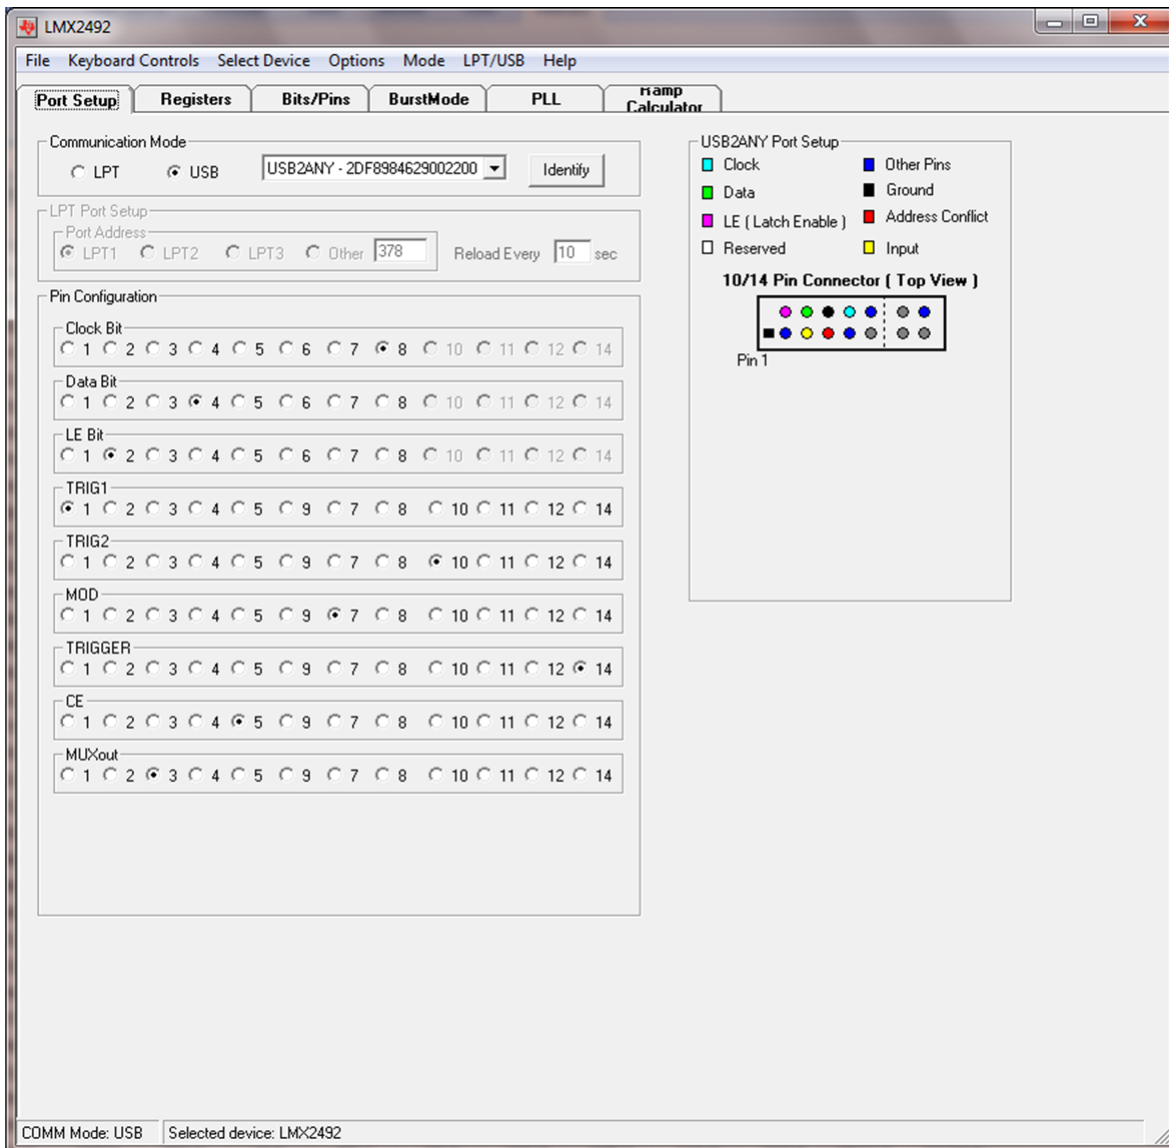 LMX2492
File Keyboard Controls Select Device Options Mode LPT/USB Help
Port Setup Registers Bits/Pins BurstMode PLL Ramp
Calculator
Communication Mode
LPT USB USB2ANY - 2DF8984629002200 Identify
LPT Port Setup
Port Address
LPT1 LPT2 LPT3 Other 378 Reload Every 10 sec
Pin Configuration
Clock Bit
1 2 3 4 5 6 7 8 10 11 12 14
Data Bit
1 2 3 4 5 6 7 8 10 11 12 14
LE Bit
1 2 3 4 5 6 7 8 10 11 12 14
TRIG1
1 2 3 4 5 9 7 8 10 11 12 14
TRIG2
1 2 3 4 5 9 7 8 10 11 12 14
MOD
1 2 3 4 5 9 7 8 10 11 12 14
TRIGGER
1 2 3 4 5 9 7 8 10 11 12 14
CE
1 2 3 4 5 9 7 8 10 11 12 14
MUXout
1 2 3 4 5 9 7 8 10 11 12 14
USB2ANY Port Setup
Clock Other Pins
Data Ground
LE ( Latch Enable ) Address Conflict
Reserved Input
10/14 Pin Connector ( Top View )
Pin 1
COMM Mode: USB Selected device: LMX2492